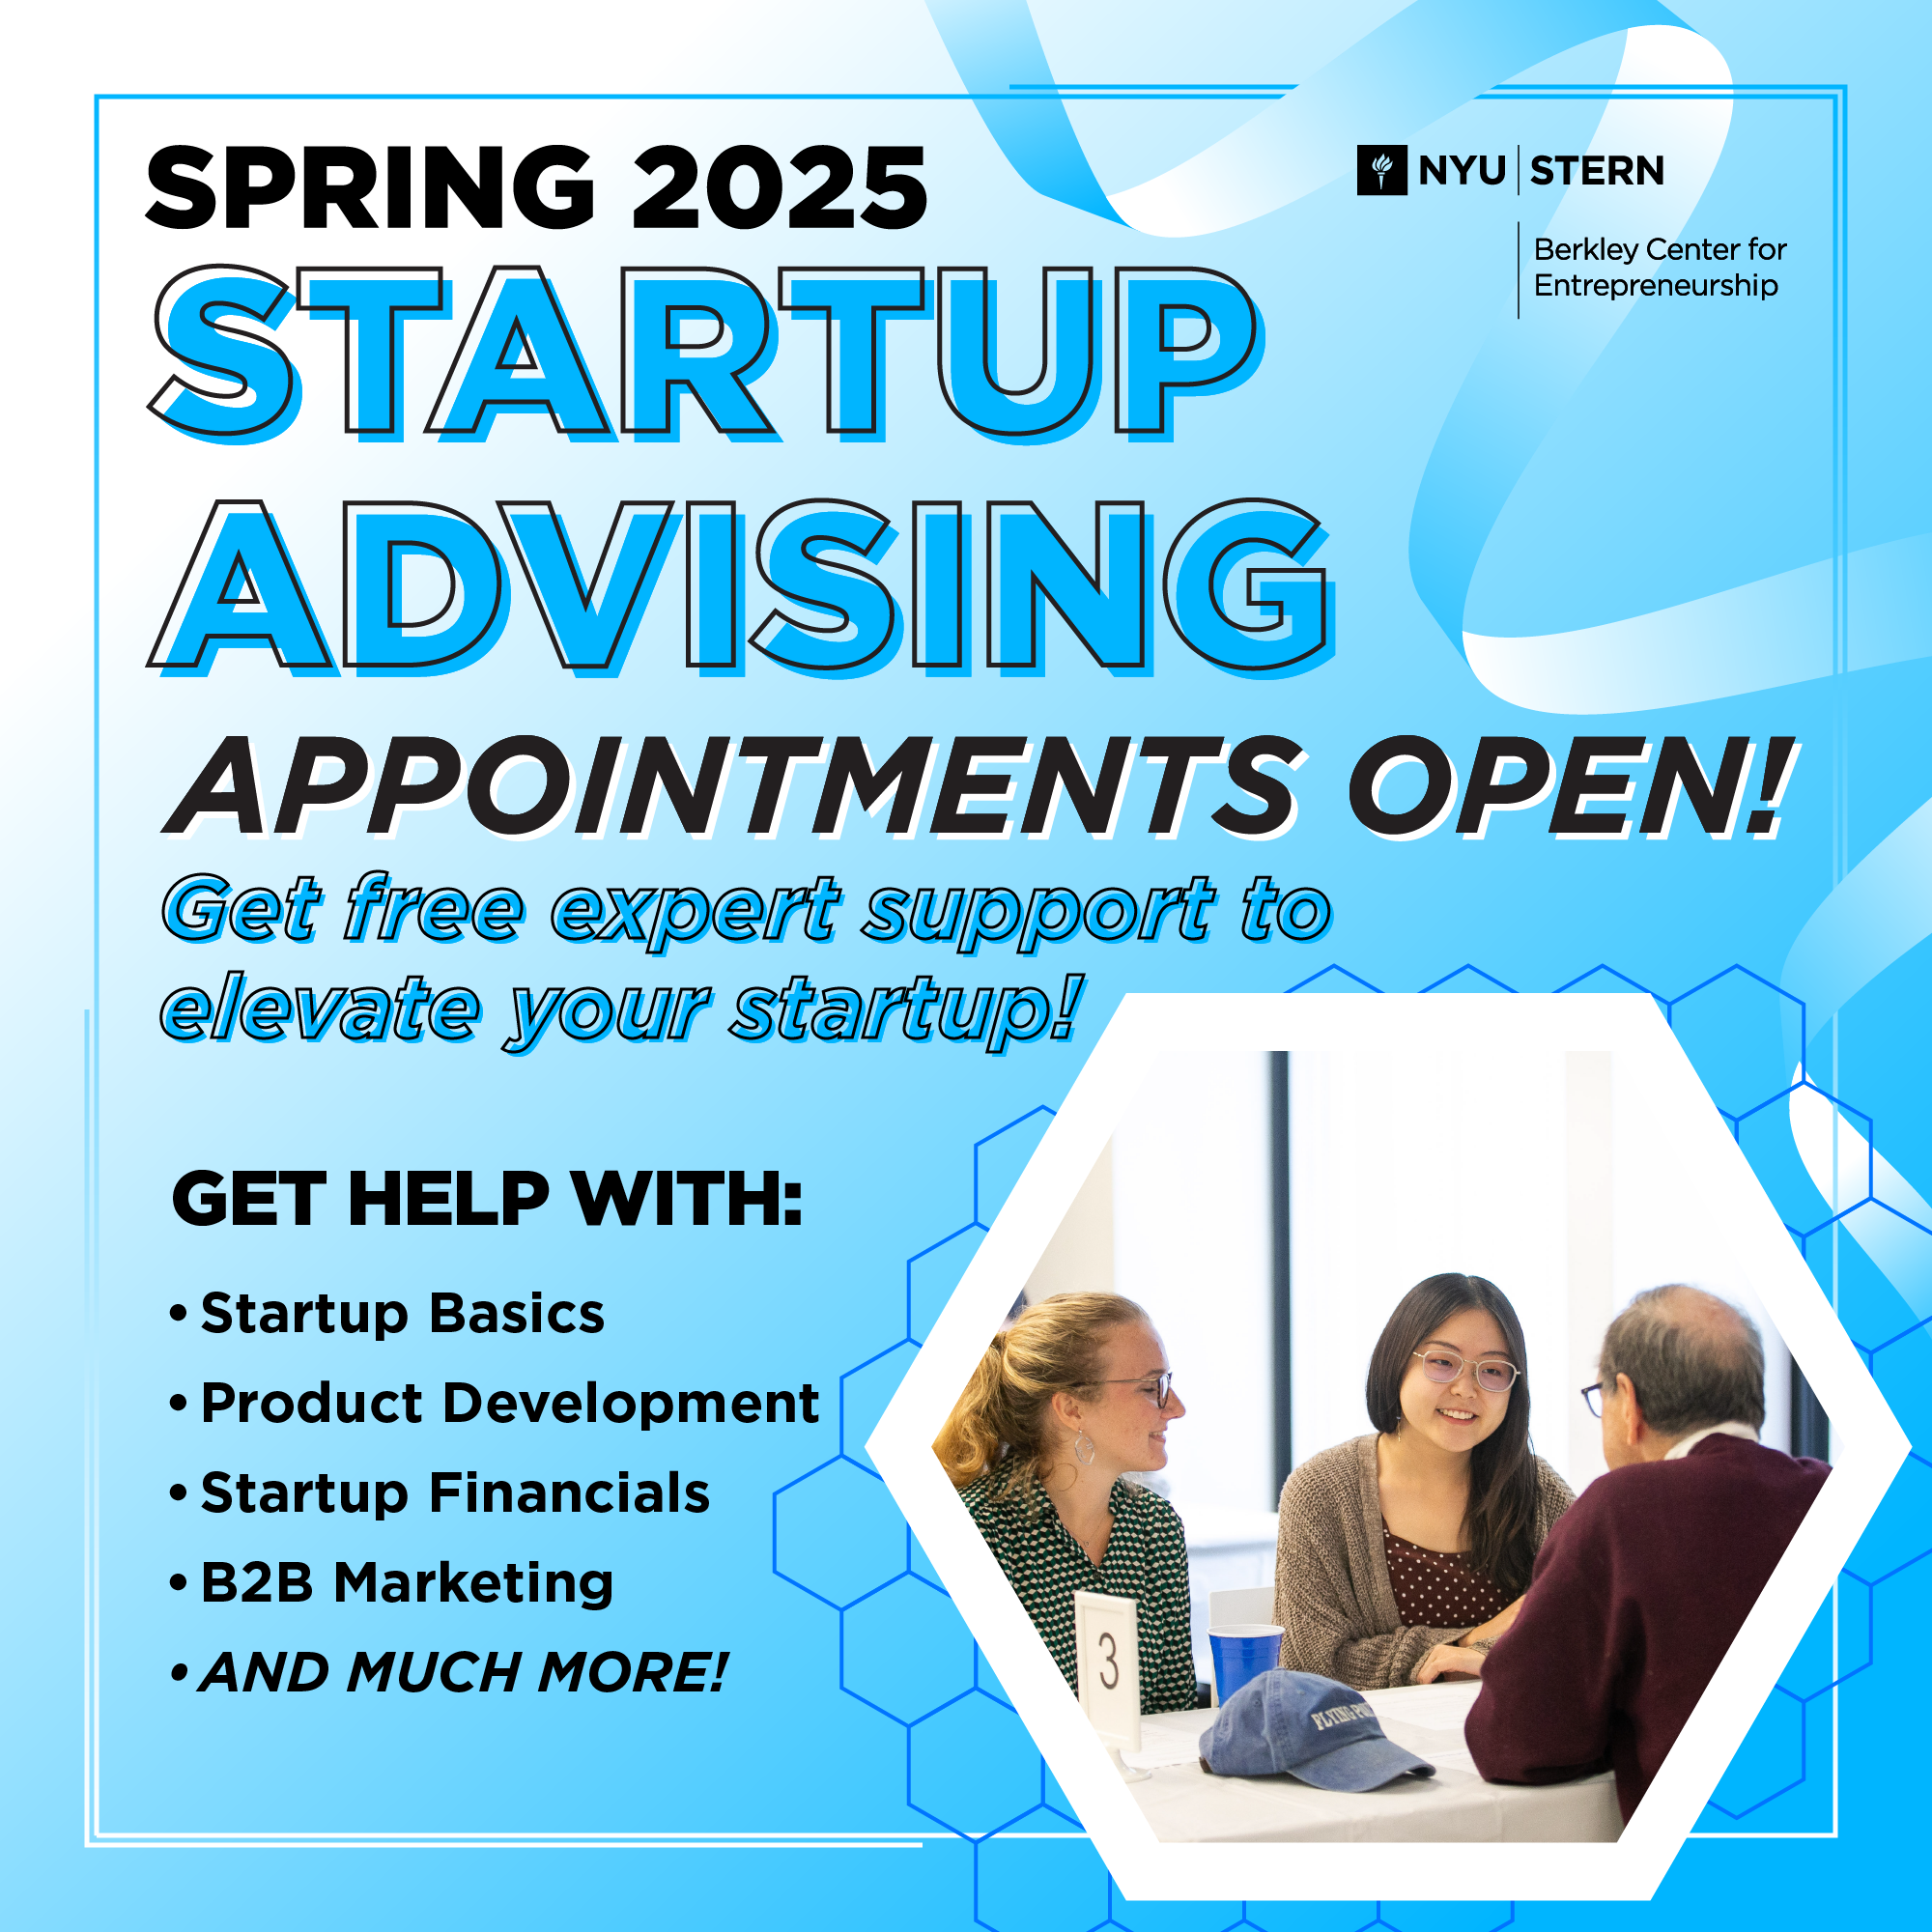 SPRING 2025
STARTUP
ADVISING
APPOINTMENTS OPEN!
Get free expert support to
elevate your startup!
NYU STERN
Berkley Center for
Entrepreneurship
GET HELP WITH:
• Startup Basics
• Product Development
• Startup Financials
• B2B Marketing
• AND MUCH MORE!
3
FLYING